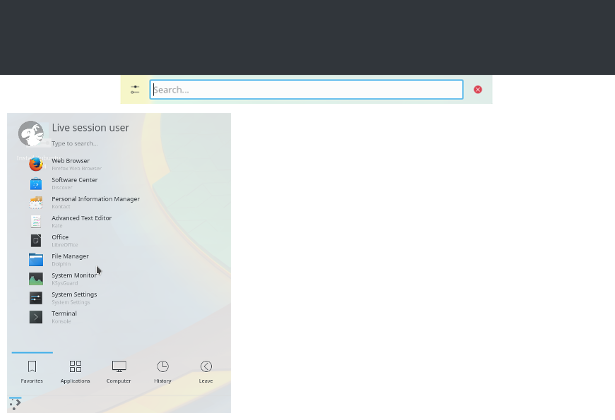 Search...
Live session user
Type to search...
Web Browser
Firefox Web Browser
Software Center
Discover
Personal Information Manager
Kontact
Advanced Text Editor
Kate
Office
LibreOffice
File Manager
Dolphin
System Monitor
KSysGuard
System Settings
System Settings
Terminal
Konsole
Favorites
Applications
Computer
History
Leave